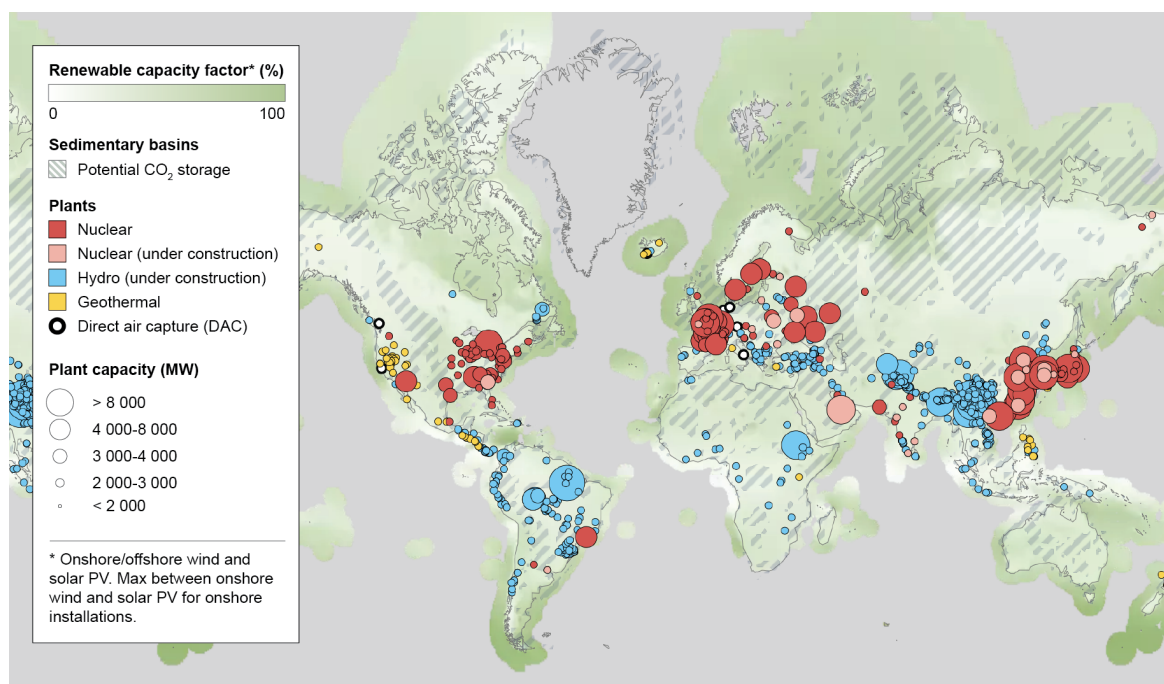 Renewable capacity factor* (%)
0 100
Sedimentary basins
Potential CO₂ storage
Plants
Nuclear
Nuclear (under construction)
Hydro (under construction)
Geothermal
Direct air capture (DAC)
Plant capacity (MW)
> 8 000
4 000-8 000
3 000-4 000
2 000-3 000
< 2 000
* Onshore/offshore wind and
solar PV. Max between onshore
wind and solar PV for onshore
installations.